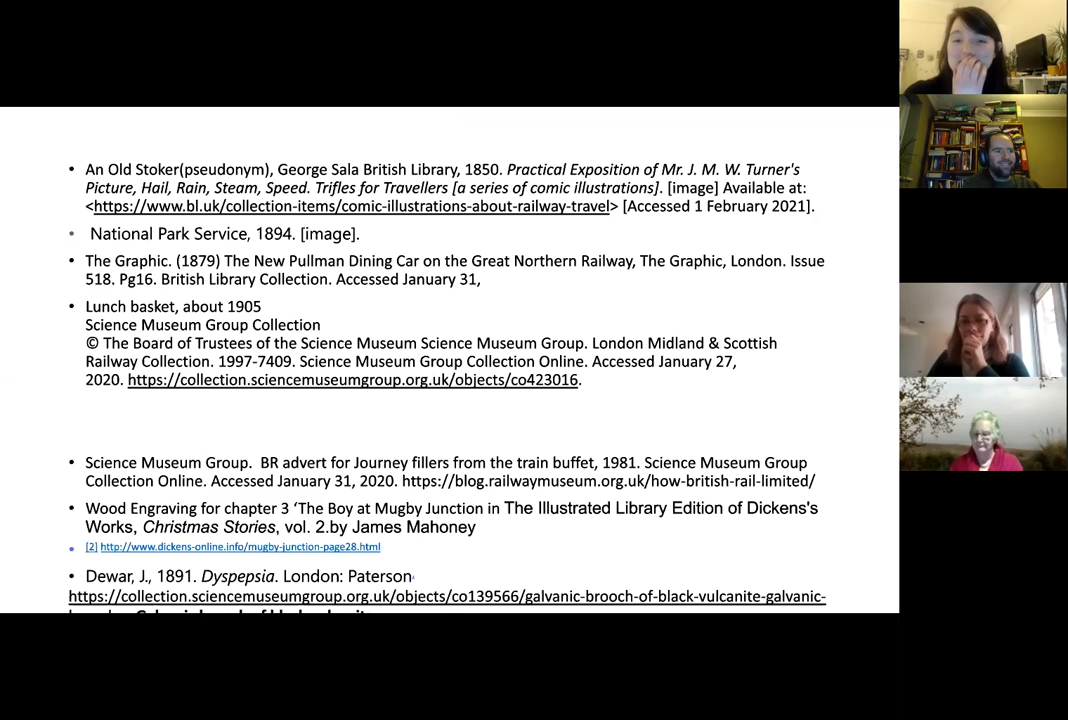 • An Old Stoker(pseudonym), George Sala British Library, 1850. Practical Exposition of Mr. J. M. W. Turner's
Picture, Hail, Rain, Steam, Speed. Trifles for Travellers [a series of comic illustrations]. [image] Available at:
<https://www.bl.uk/collection-items/comic-illustrations-about-railway-travel> [Accessed 1 February 2021].
• National Park Service, 1894. [image].
• The Graphic. (1879) The New Pullman Dining Car on the Great Northern Railway, The Graphic, London. Issue
518. Pg16. British Library Collection. Accessed January 31,
• Lunch basket, about 1905
Science Museum Group Collection
© The Board of Trustees of the Science Museum Science Museum Group. London Midland & Scottish
Railway Collection. 1997-7409. Science Museum Group Collection Online. Accessed January 27,
2020. https://collection.sciencemuseumgroup.org.uk/objects/co423016.
• Science Museum Group. BR advert for Journey fillers from the train buffet, 1981. Science Museum Group
Collection Online. Accessed January 31, 2020. https://blog.railwaymuseum.org.uk/how-british-rail-limited/
• Wood Engraving for chapter 3 ‘The Boy at Mugby Junction in The Illustrated Library Edition of Dickens's
Works, Christmas Stories, vol. 2.by James Mahoney
• [2] http://www.dickens-online.info/mugby-junction-page28.html
• Dewar, J., 1891. Dyspepsia. London: Paterson
https://collection.sciencemuseumgroup.org.uk/objects/co139566/galvanic-brooch-of-black-vulcanite-galvanic-